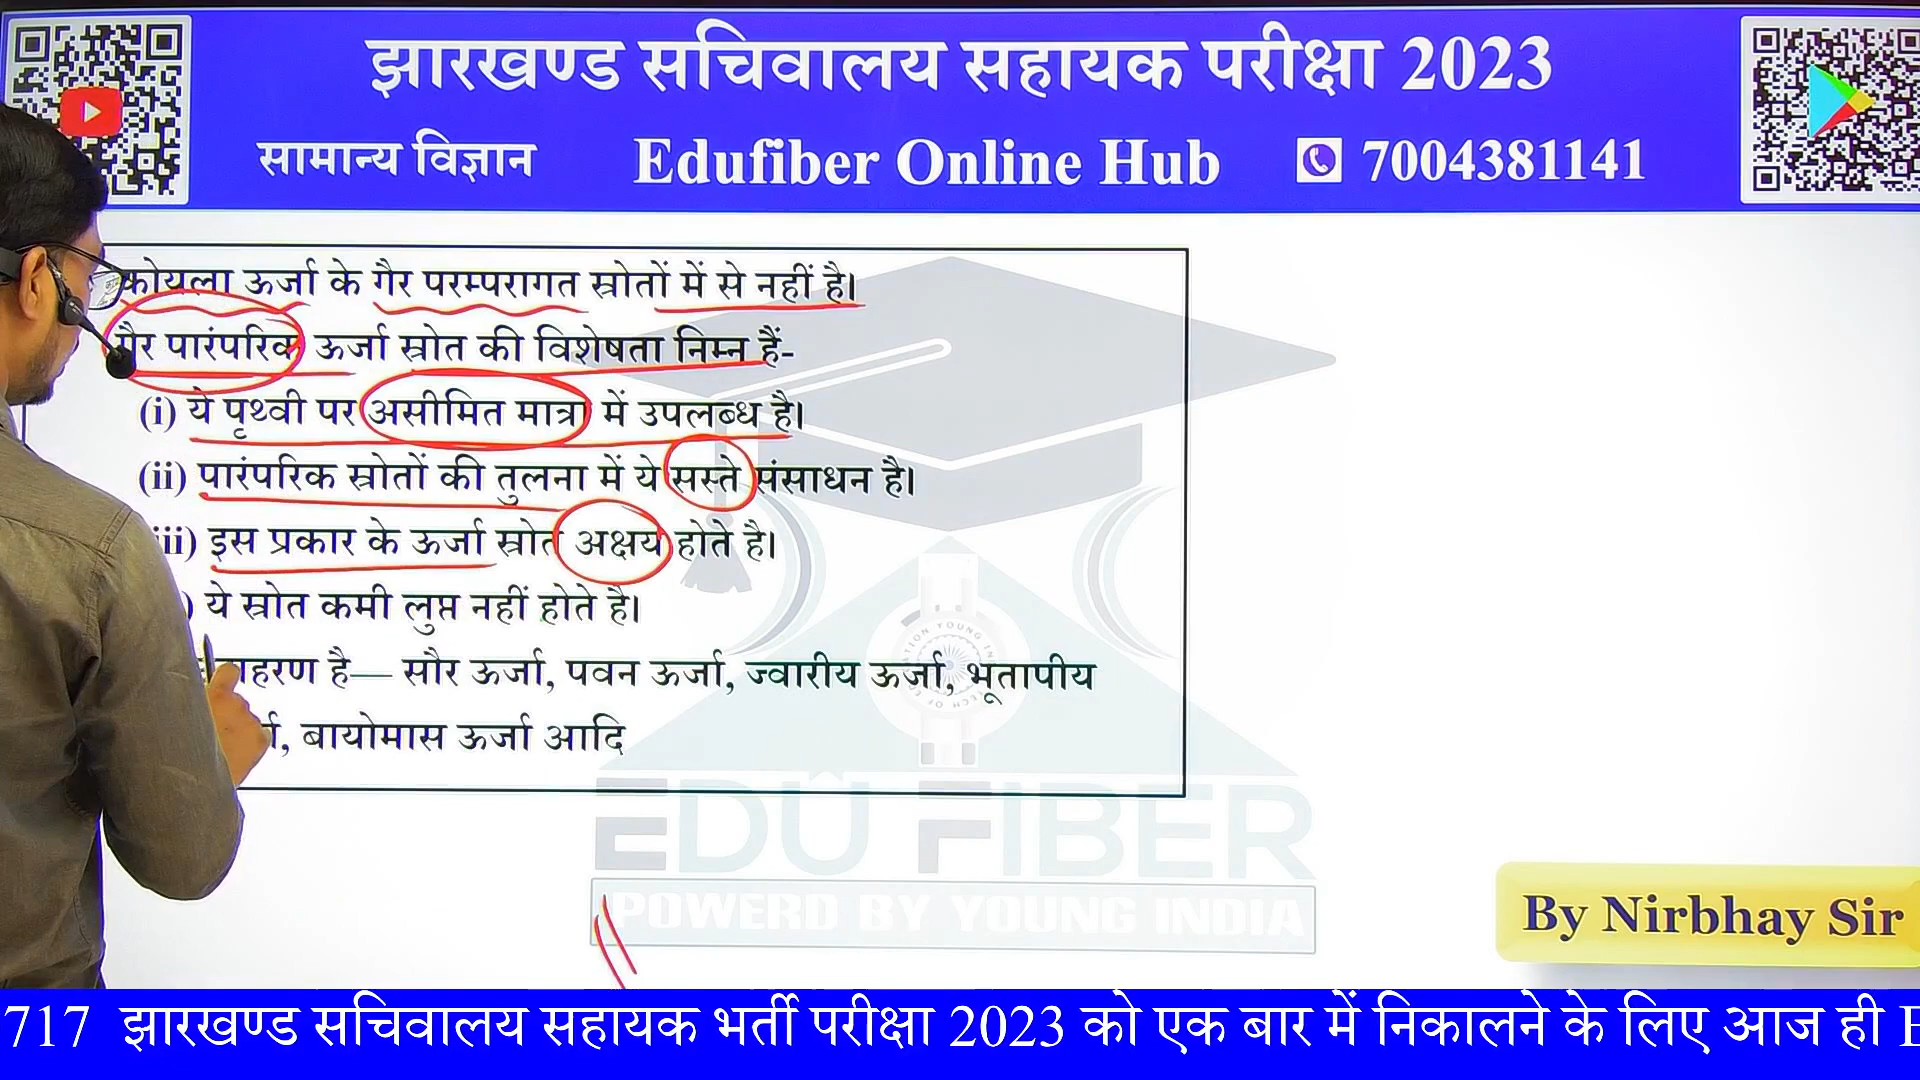 झारखण्ड सचिवालय सहायक परीक्षा 2023
सामान्य विज्ञान Edufiber Online Hub 7004381141
कोयला ऊर्जा के गैर परम्परागत स्रोतों में से नहीं है।
गैर पारंपरिक ऊर्जा स्रोत की विशेषता निम्न हैं-
(i) ये पृथ्वी पर असीमित मात्रा में उपलब्ध है।
(ii) पारंपरिक स्रोतों की तुलना में ये सस्ते संसाधन है।
iii) इस प्रकार के ऊर्जा स्रोत अक्षय होते है।
) ये स्रोत कमी लुप्त नहीं होते है।
है— सौर ऊर्जा, पवन ऊर्जा, ज्वारीय ऊर्जा, भूतापीय
, बायोमास ऊर्जा आदि
EDU FIBER
POWERD BY YOUNG INDIA
By Nirbhay Sir
717 झारखण्ड सचिवालय सहायक भर्ती परीक्षा 2023 को एक बार में निकालने के लिए आज ही E